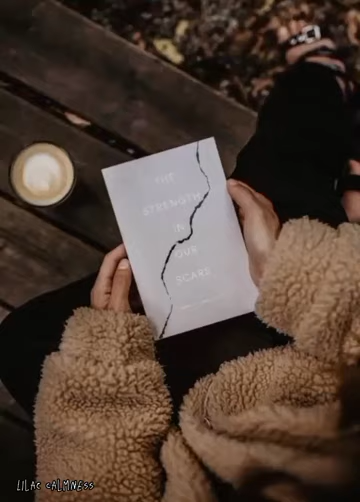 THE
STRENGTH
IN
OUR
SCARS
LILAC CALMNESS